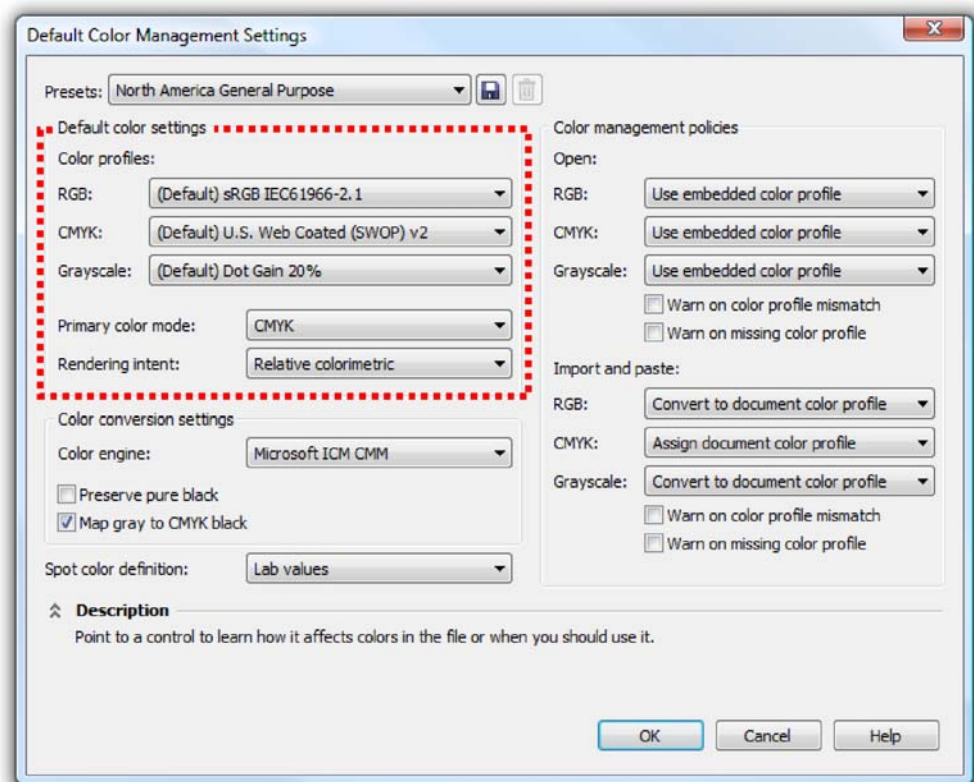 Default Color Management Settings
Presets: North America General Purpose
Default color settings
Color profiles:
RGB: (Default) sRGB IEC61966-2.1
CMYK: (Default) U.S. Web Coated (SWOP) v2
Grayscale: (Default) Dot Gain 20%
Primary color mode: CMYK
Rendering intent: Relative colorimetric
Color conversion settings
Color engine: Microsoft ICM CMM
Preserve pure black
Map gray to CMYK black
Spot color definition: Lab values
Color management policies
Open:
RGB: Use embedded color profile
CMYK: Use embedded color profile
Grayscale: Use embedded color profile
Warn on color profile mismatch
Warn on missing color profile
Import and paste:
RGB: Convert to document color profile
CMYK: Assign document color profile
Grayscale: Convert to document color profile
Warn on color profile mismatch
Warn on missing color profile
Description
Point to a control to learn how it affects colors in the file or when you should use it.
OK Cancel Help